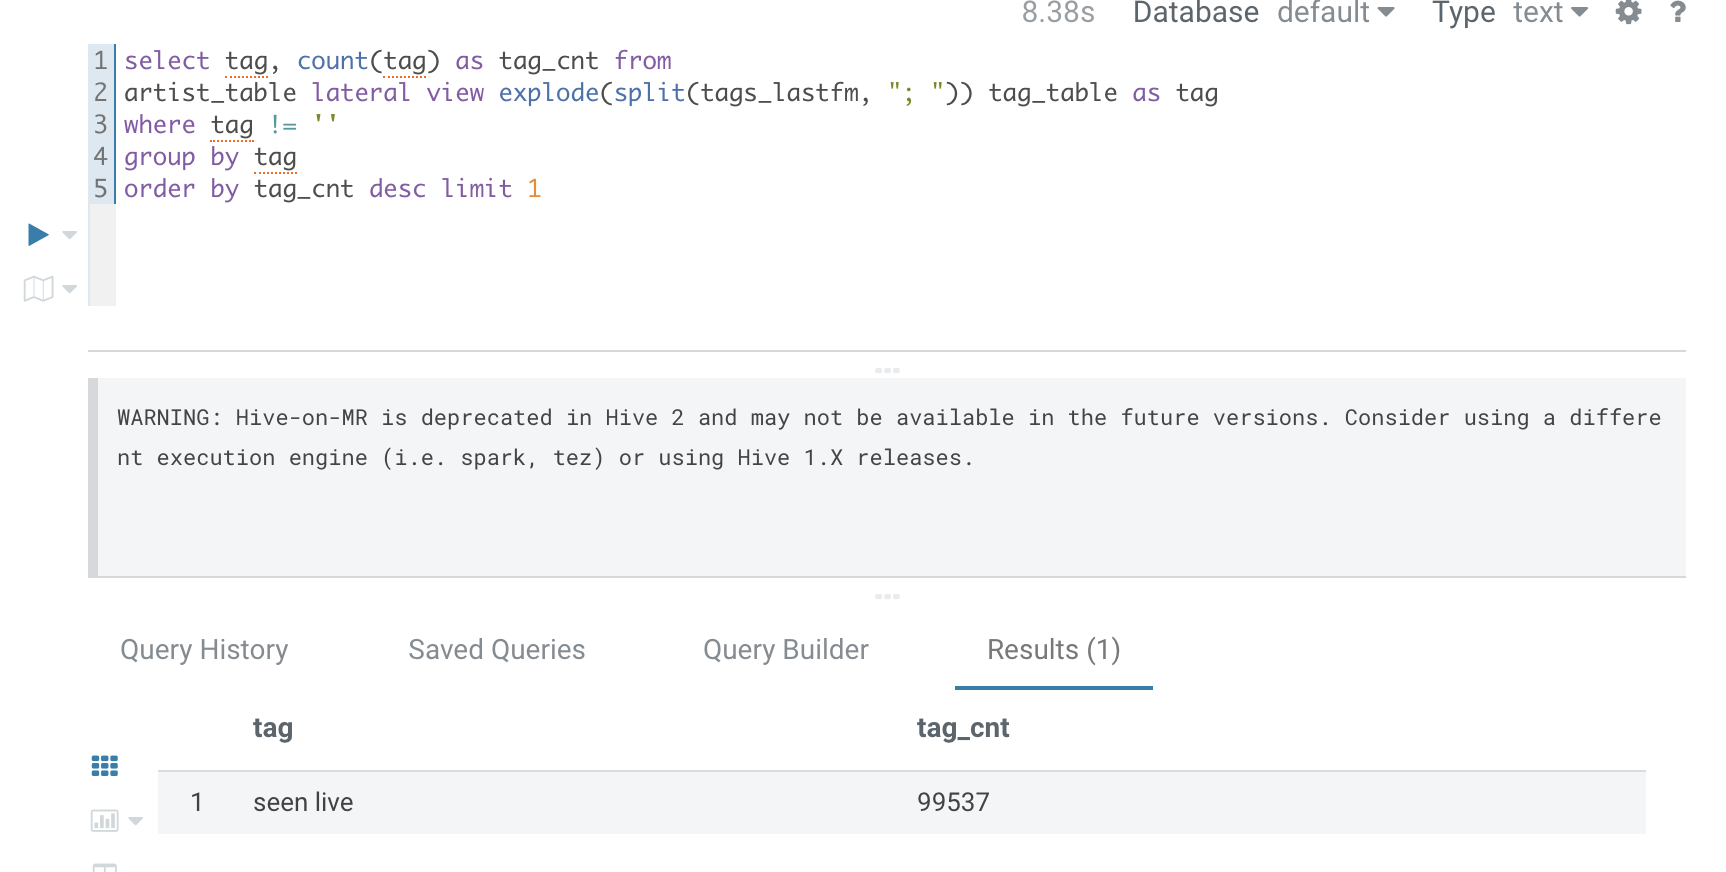 8.38s Database default Type text ?
1 select tag, count(tag) as tag_cnt from
2 artist_table lateral view explode(split(tags_lastfm, "; ")) tag_table as tag
3 where tag != ''
4 group by tag
5 order by tag_cnt desc limit 1
WARNING: Hive-on-MR is deprecated in Hive 2 and may not be available in the future versions. Consider using a differe
nt execution engine (i.e. spark, tez) or using Hive 1.X releases.
Query History Saved Queries Query Builder Results (1)
tag tag_cnt
1 seen live 99537